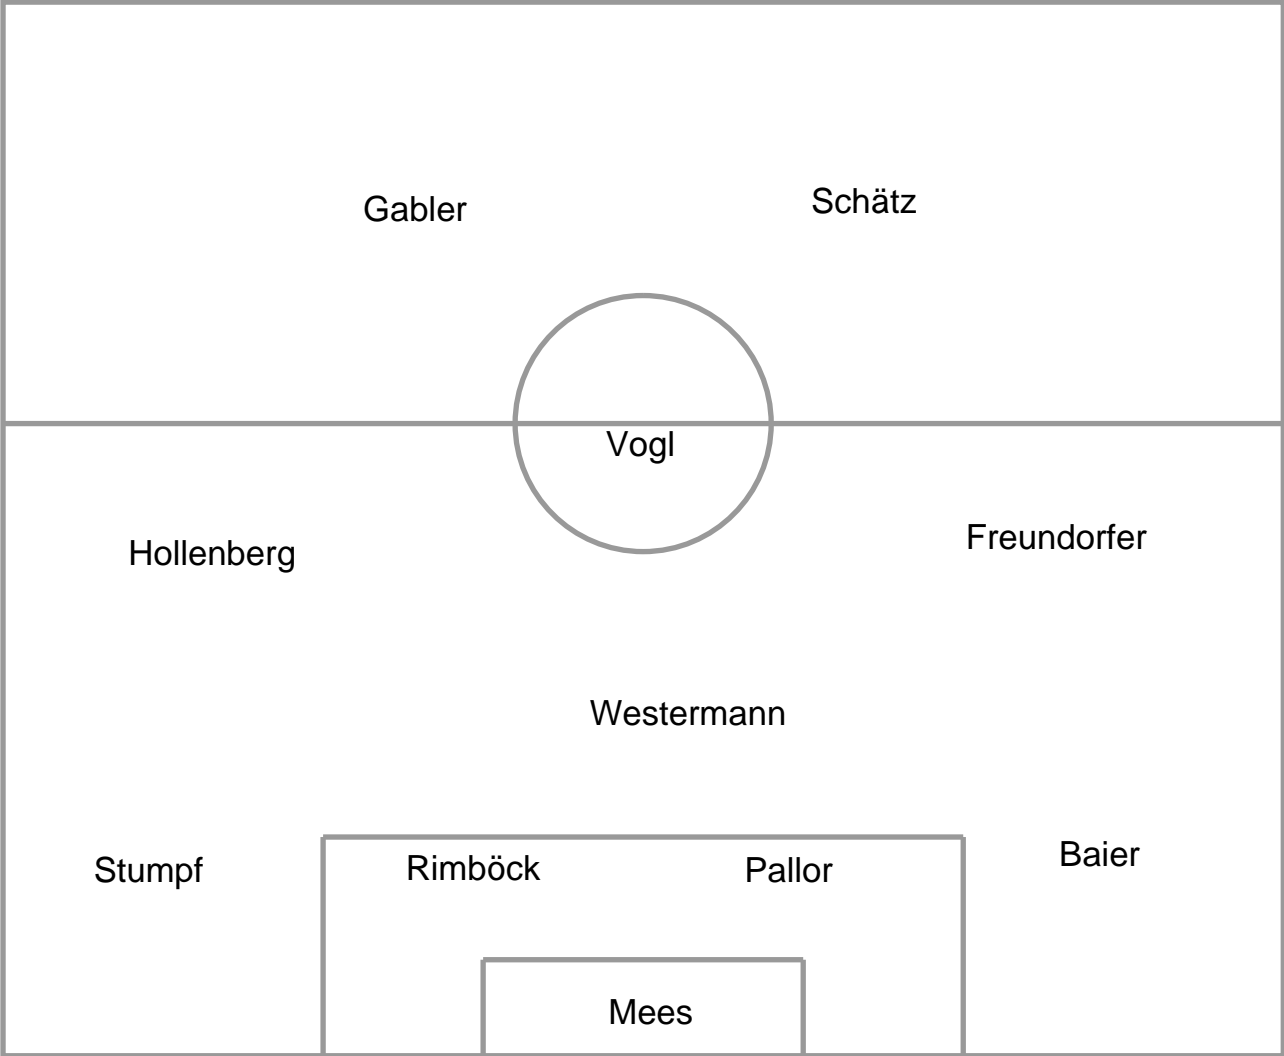 Gabler
Schätz
Vogl
Hollenberg
Freundorfer
Westermann
Stumpf
Rimböck
Pallor
Baier
Mees